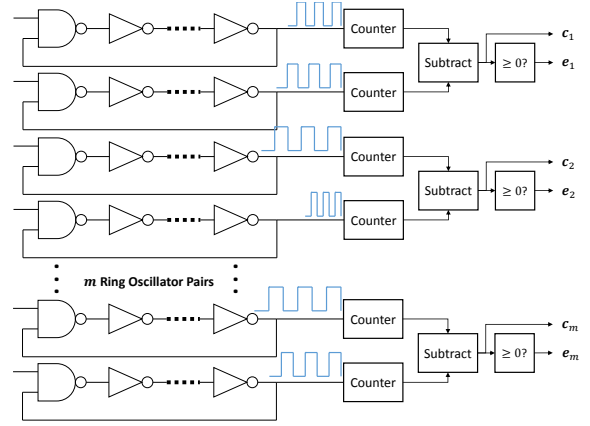 Counter
c1
Subtract
≥ 0?
e1
Counter
Counter
c2
Subtract
≥ 0?
e2
Counter
m Ring Oscillator Pairs
Counter
cm
Subtract
≥ 0?
em
Counter